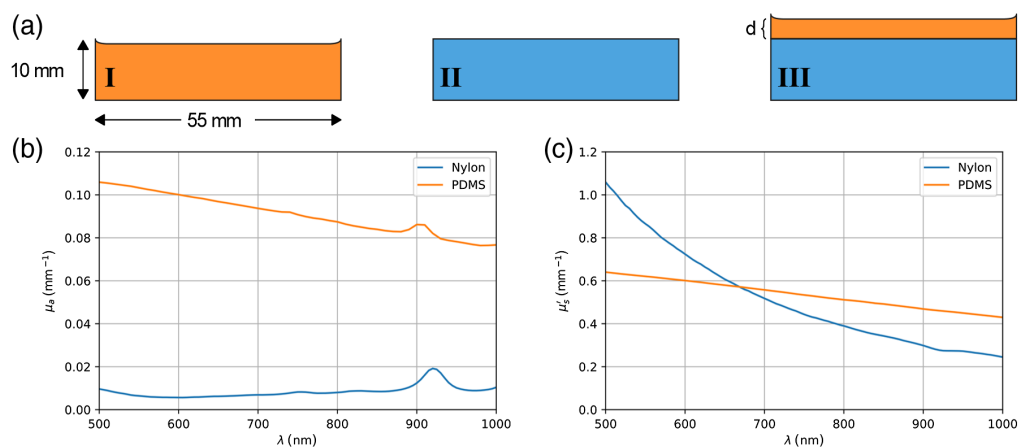 (a)
10 mm
I
55 mm
II
d {
III
(b)
0.12
0.10
0.08
0.06
0.04
0.02
0.00
μa (mm⁻¹)
500 600 700 800 900 1000
λ (nm)
Nylon
PDMS
(c)
1.2
1.0
0.8
0.6
0.4
0.2
0.0
μ′s (mm⁻¹)
500 600 700 800 900 1000
λ (nm)
Nylon
PDMS